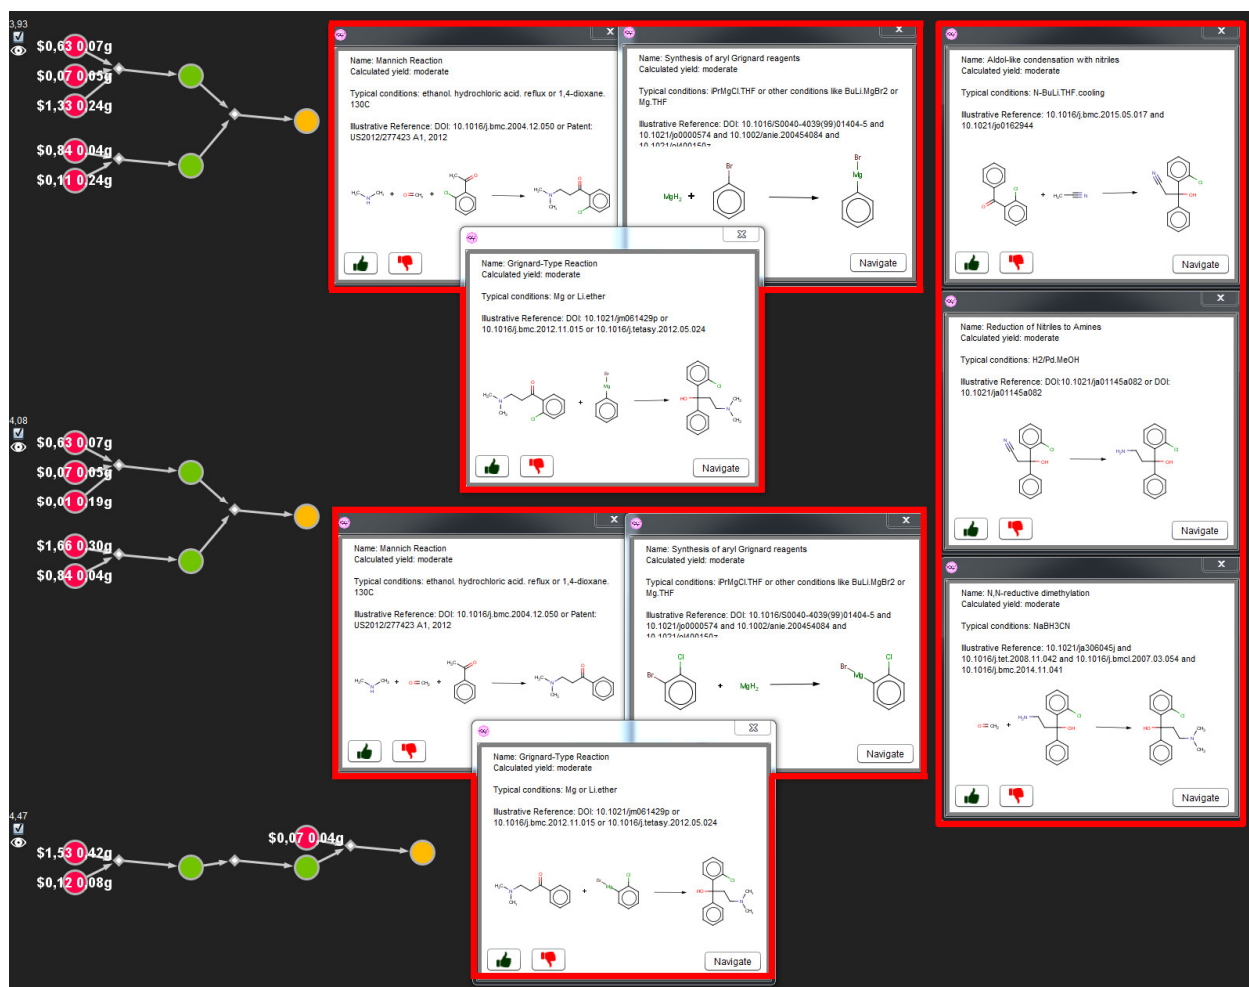 3,93
$0,63 0,07g
$0,07 0,05g
$1,33 0,24g
$0,84 0,04g
$0,11 0,24g
Name: Mannich Reaction
Calculated yield: moderate
Typical conditions: ethanol. hydrochloric acid. reflux or 1,4-dioxane.
130C
Illustrative Reference: DOI: 10.1016/j.bmc.2004.12.050 or Patent:
US2012/277423 A1, 2012
Name: Synthesis of aryl Grignard reagents
Calculated yield: moderate
Typical conditions: iPrMgCl.THF or other conditions like BuLi.MgBr2 or
Mg.THF
Illustrative Reference: DOI: 10.1016/S0040-4039(99)01404-5 and
10.1021/jo0000574 and 10.1002/anie.200454084 and
10.1021/ol400150z
MgH2 +
Navigate
Name: Grignard-Type Reaction
Calculated yield: moderate
Typical conditions: Mg or Li.ether
Illustrative Reference: DOI: 10.1021/jm061429p or
10.1016/j.bmc.2012.11.015 or 10.1016/j.tetasy.2012.05.024
Navigate
Name: Aldol-like condensation with nitriles
Calculated yield: moderate
Typical conditions: N-BuLi.THF.cooling
Illustrative Reference: 10.1016/j.bmc.2015.05.017 and
10.1021/jo0162944
Navigate
Name: Reduction of Nitriles to Amines
Calculated yield: moderate
Typical conditions: H2/Pd.MeOH
Illustrative Reference: DOI:10.1021/ja01145a082 or DOI:
10.1021/ja01145a082
Navigate
Name: N,N-reductive dimethylation
Calculated yield: moderate
Typical conditions: NaBH3CN
Illustrative Reference: 10.1021/ja306045j and
10.1016/j.tet.2008.11.042 and 10.1016/j.bmcl.2007.03.054 and
10.1016/j.bmc.2014.11.041
Navigate
4,08
$0,63 0,07g
$0,07 0,05g
$0,01 0,19g
$1,66 0,30g
$0,84 0,04g
Name: Mannich Reaction
Calculated yield: moderate
Typical conditions: ethanol. hydrochloric acid. reflux or 1,4-dioxane.
130C
Illustrative Reference: DOI: 10.1016/j.bmc.2004.12.050 or Patent:
US2012/277423 A1, 2012
Name: Synthesis of aryl Grignard reagents
Calculated yield: moderate
Typical conditions: iPrMgCl.THF or other conditions like BuLi.MgBr2 or
Mg.THF
Illustrative Reference: DOI: 10.1016/S0040-4039(99)01404-5 and
10.1021/jo0000574 and 10.1002/anie.200454084 and
10.1021/ol400150z
+ MgH2
Navigate
Name: Grignard-Type Reaction
Calculated yield: moderate
Typical conditions: Mg or Li.ether
Illustrative Reference: DOI: 10.1021/jm061429p or
10.1016/j.bmc.2012.11.015 or 10.1016/j.tetasy.2012.05.024
Navigate
4,47
$0,07 0,04g
$1,53 0,42g
$0,12 0,08g